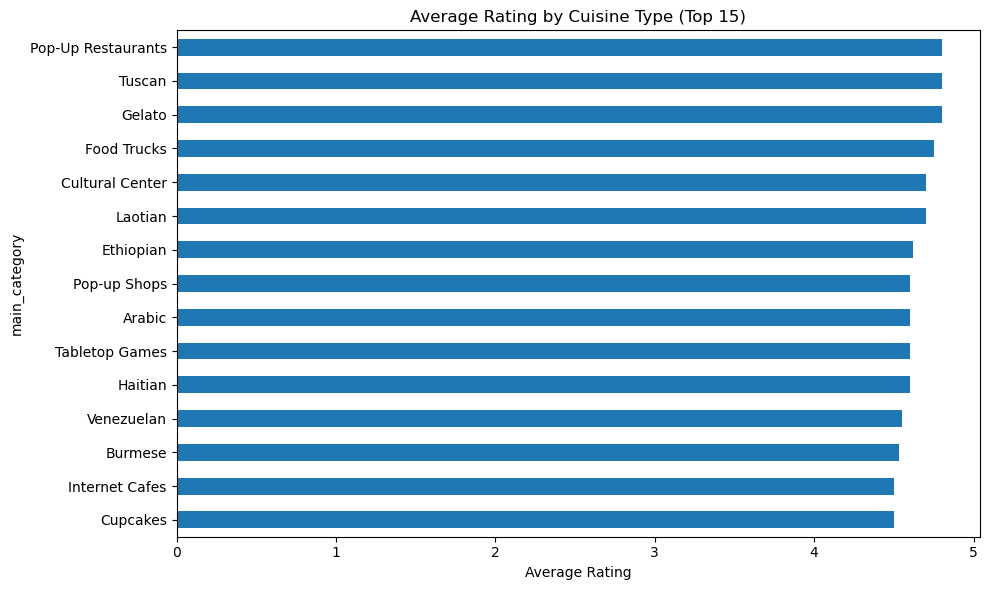 Average Rating by Cuisine Type (Top 15)
main_category
Pop-Up Restaurants
Tuscan
Gelato
Food Trucks
Cultural Center
Laotian
Ethiopian
Pop-up Shops
Arabic
Tabletop Games
Haitian
Venezuelan
Burmese
Internet Cafes
Cupcakes
0 1 2 3 4 5
Average Rating